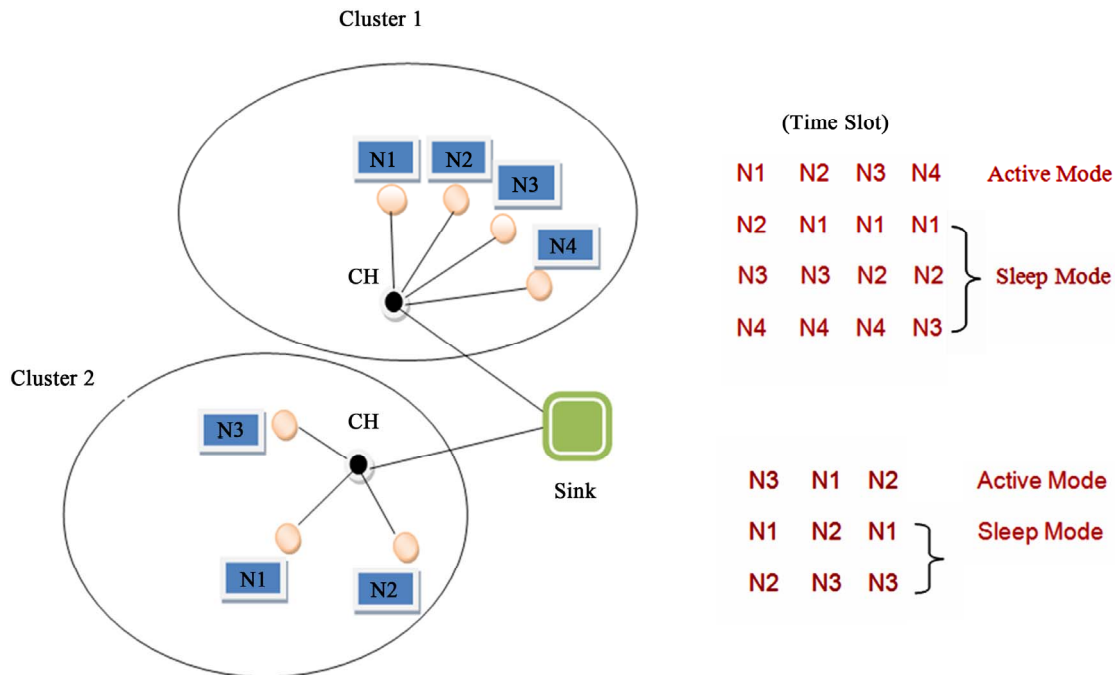 Cluster 1
N1
N2
N3
N4
CH
Cluster 2
N3
CH
N1
N2
Sink
(Time Slot)
N1 N2 N3 N4 Active Mode
N2 N1 N1 N1
N3 N3 N2 N2 Sleep Mode
N4 N4 N4 N3
N3 N1 N2 Active Mode
N1 N2 N1 Sleep Mode
N2 N3 N3